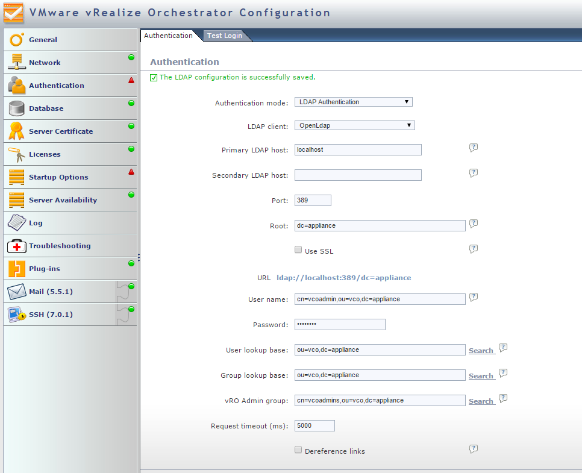 VMware vRealize Orchestrator Configuration
General
Network
Authentication
Database
Server Certificate
Licenses
Startup Options
Server Availability
Log
Troubleshooting
Plug-ins
Mail (5.5.1)
SSH (7.0.1)
Authentication Test Login
Authentication
The LDAP configuration is successfully saved.
Authentication mode: LDAP Authentication
LDAP client: OpenLdap
Primary LDAP host: localhost
Secondary LDAP host:
Port: 389
Root: dc=appliance
Use SSL
URL ldap://localhost:389/dc=appliance
User name: cn=vcoadmin,ou=vco,dc=appliance
Password: ••••••••
User lookup base: ou=vco,dc=appliance Search
Group lookup base: ou=vco,dc=appliance Search
vRO Admin group: cn=vcoadmins,ou=vco,dc=appliance Search
Request timeout (ms): 5000
Dereference links